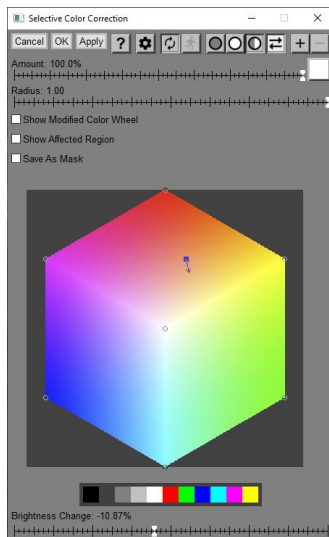 Selective Color Correction
Cancel OK Apply ?
Amount: 100.0%
Radius: 1.00
Show Modified Color Wheel
Show Affected Region
Save As Mask
Brightness Change: -10.87%